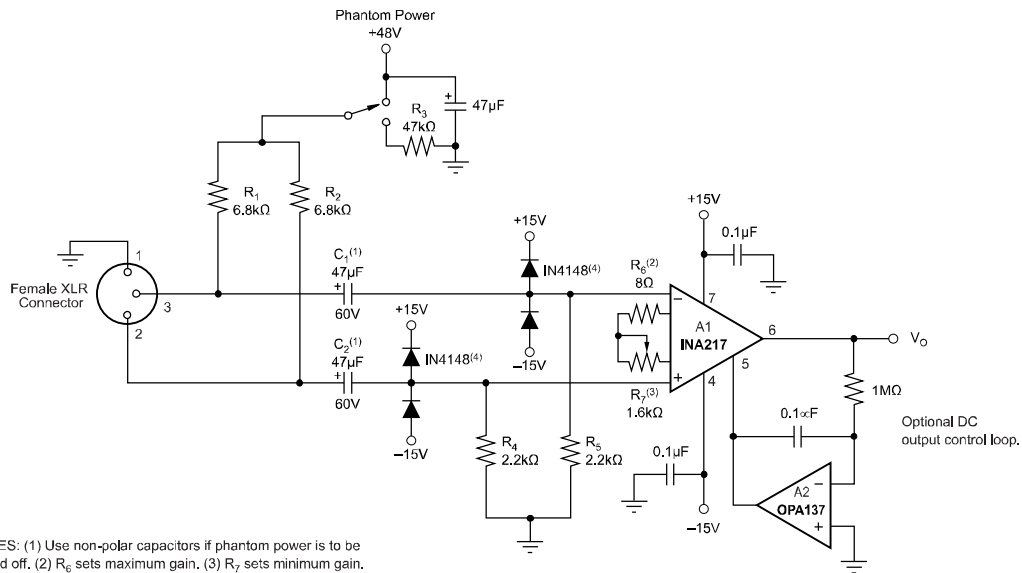 Phantom Power
+48V
R3
47kΩ
+
47µF
R1
6.8kΩ
R2
6.8kΩ
+15V
+15V
0.1µF
1
C1(1)
47µF
+
60V
IN4148(4)
R6(2)
8Ω
Female XLR
Connector
3
2
+15V
–15V
C2(1)
47µF
+
60V
IN4148(4)
–15V
–
7
A1
INA217
6
VO
5
+
4
R7(3)
1.6kΩ
1MΩ
0.1∝F
Optional DC
output control loop.
R4
2.2kΩ
R5
2.2kΩ
0.1µF
–15V
–
A2
OPA137
+
ES: (1) Use non-polar capacitors if phantom power is to be
d off. (2) R6 sets maximum gain. (3) R7 sets minimum gain.